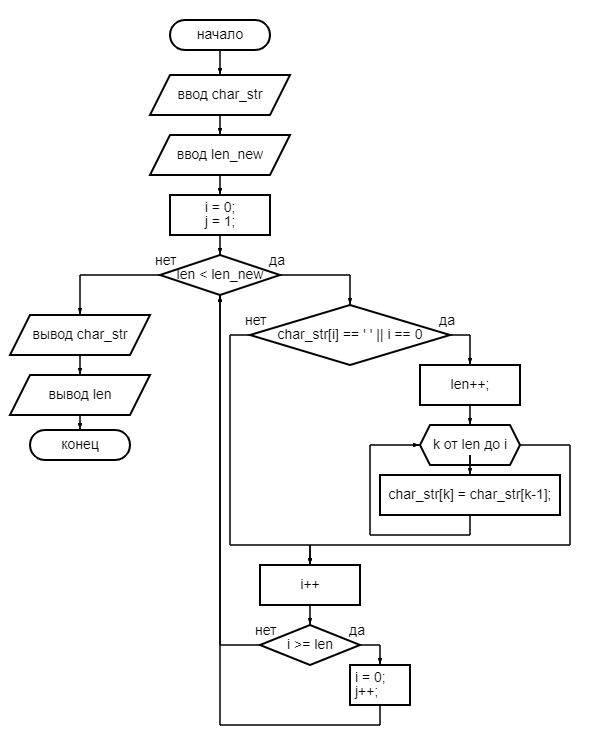 начало
ввод char_str
ввод len_new
i = 0;
j = 1;
нет
да
len < len_new
нет
да
char_str[i] == ' ' || i == 0
вывод char_str
len++;
вывод len
конец
k от len до i
char_str[k] = char_str[k-1];
i++
нет
да
i >= len
i = 0;
j++;